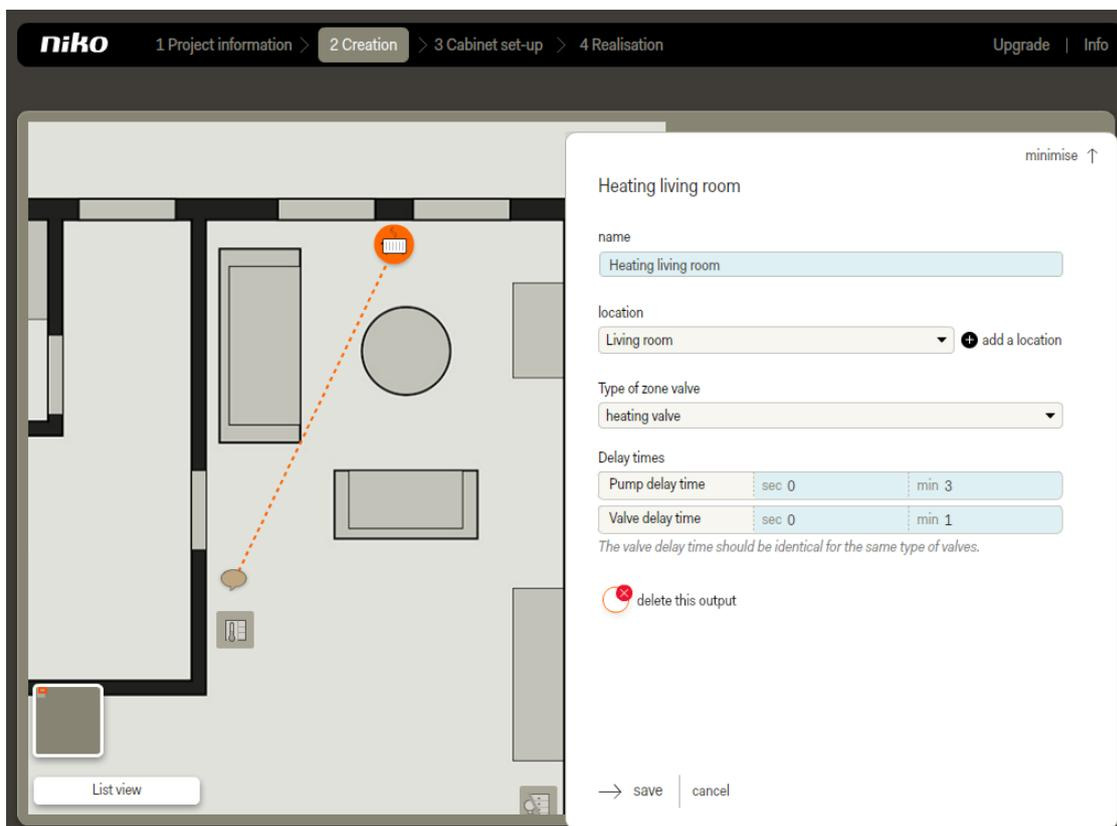 niko 1 Project information 2 Creation 3 Cabinet set-up 4 Realisation Upgrade | Info
minimise
Heating living room
name
Heating living room
location
Living room add a location
Type of zone valve
heating valve
Delay times
Pump delay time sec 0 min 3
Valve delay time sec 0 min 1
The valve delay time should be identical for the same type of valves.
delete this output
List view
save cancel